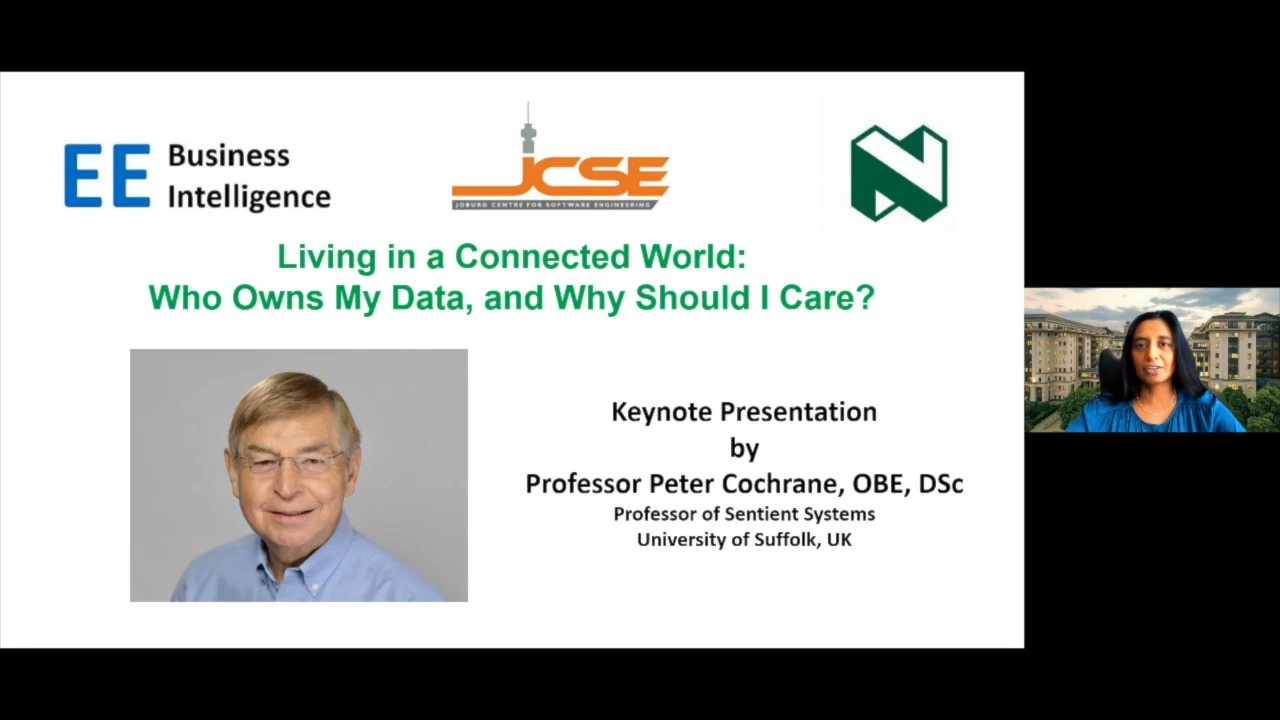 EE Business
Intelligence
JCSE
JOBURG CENTRE FOR SOFTWARE ENGINEERING
N
Living in a Connected World:
Who Owns My Data, and Why Should I Care?
Keynote Presentation
by
Professor Peter Cochrane, OBE, DSc
Professor of Sentient Systems
University of Suffolk, UK